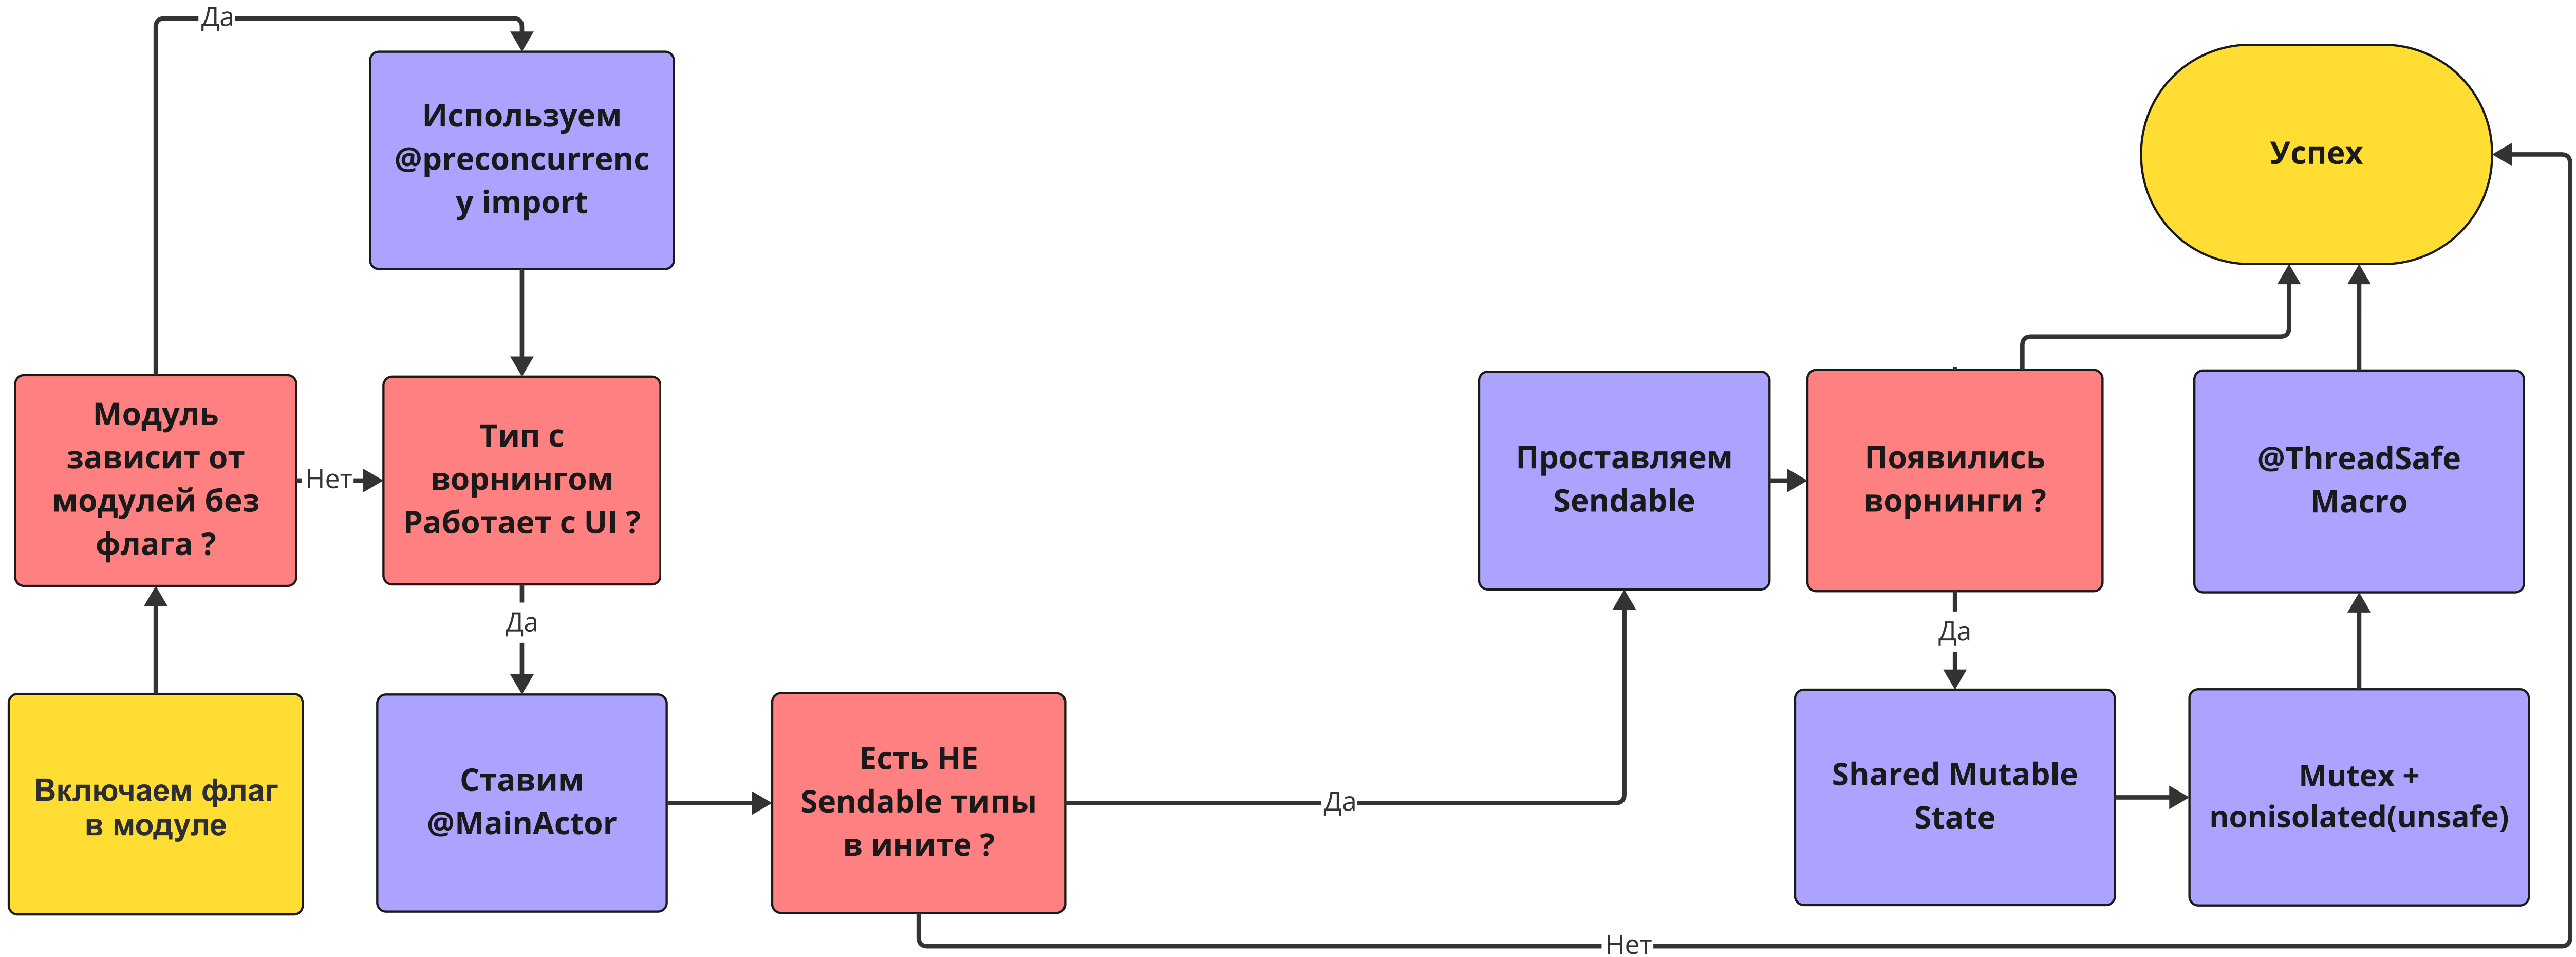 Да
Используем
@preconcurrenc
y import
Успех
Модуль
зависит от
модулей без
флага ?
Нет
Тип с
ворнингом
Работает с UI ?
Проставляем
Sendable
Появились
ворнинги ?
@ThreadSafe
Macro
Да
Да
Включаем флаг
в модуле
Ставим
@MainActor
Есть НЕ
Sendable типы
в ините ?
Да
Shared Mutable
State
Mutex +
nonisolated(unsafe)
Нет